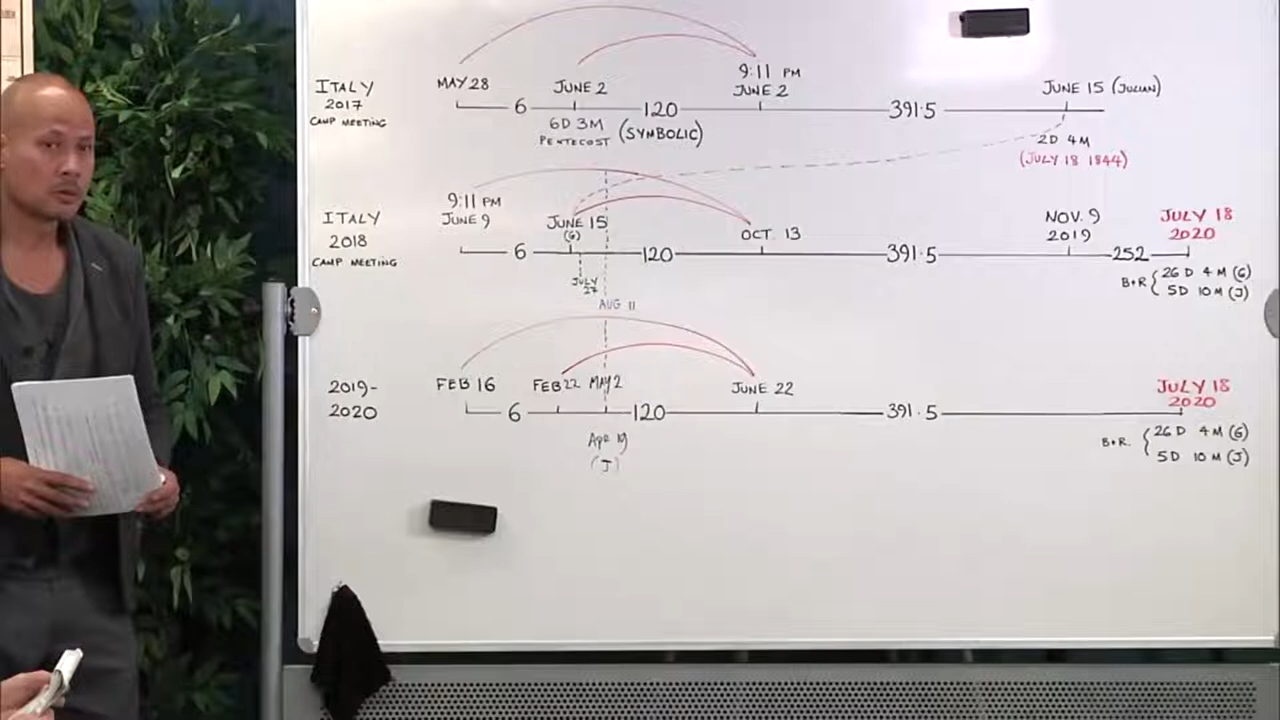 ITALY
2017
CAMP MEETING
MAY 28
6
JUNE 2
6D 3M
PENTECOST
(SYMBOLIC)
120
9:11 PM
JUNE 2
391.5
JUNE 15 (JULIAN)
2D 4M
(JULY 18 1844)
ITALY
2018
CAMP MEETING
9:11 PM
JUNE 9
6
JUNE 15
(G)
JULY
27
AUG 11
120
OCT. 13
391.5
NOV. 9
2019
252
JULY 18
2020
B+R { 26 D 4 M (G)
5D 10 M (J)
2019-
2020
FEB 16
6
FEB 22
MAY 2
Apr 19
(J)
120
JUNE 22
391.5
JULY 18
2020
B+R. { 26 D 4 M (G)
5D 10 M (J)